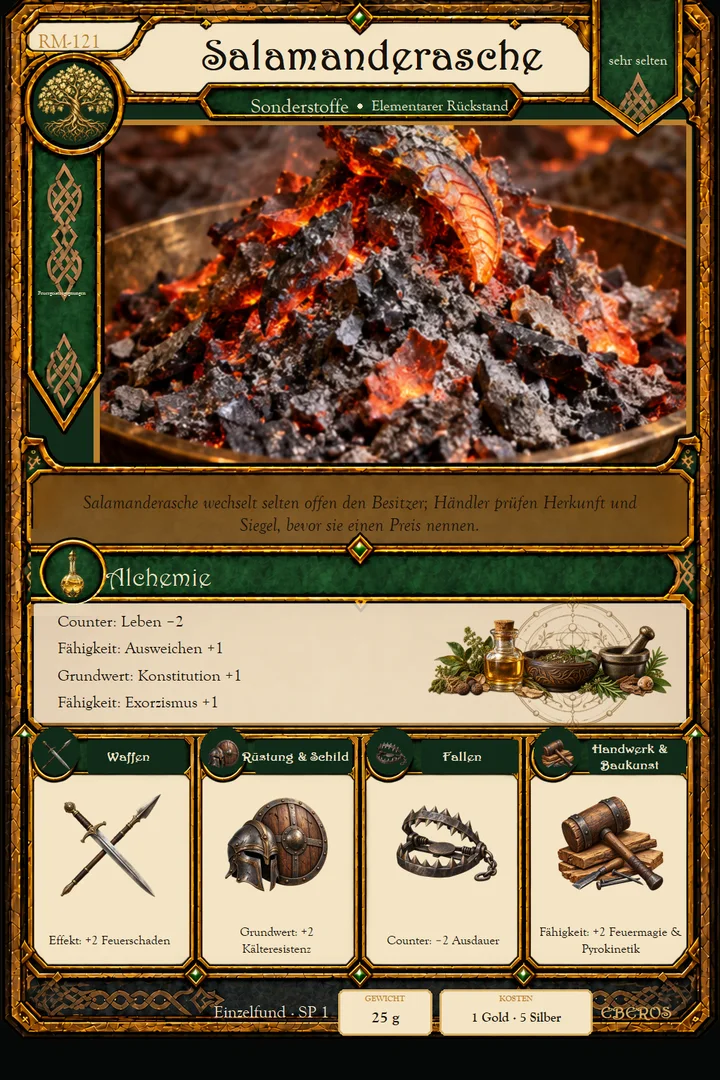 RM-121
Salamanderasche
sehr selten
Sonderstoffe • Elementarer Rückstand
Salamanderasche wechselt selten offen den Besitzer; Händler prüfen Herkunft und
Siegel, bevor sie einen Preis nennen.
Alchemie
Counter: Leben −2
Fähigkeit: Ausweichen +1
Grundwert: Konstitution +1
Fähigkeit: Exorzismus +1
Waffen
Rüstung & Schild
Fallen
Handwerk &
Baukunst
Effekt: +2 Feuerschaden
Grundwert: +2
Kälteresistenz
Counter: −2 Ausdauer
Fähigkeit: +2 Feuermagie &
Pyrokinetik
Einzelfund · SP 1
GEWICHT
25 g
KOSTEN
1 Gold · 5 Silber
EBEROS